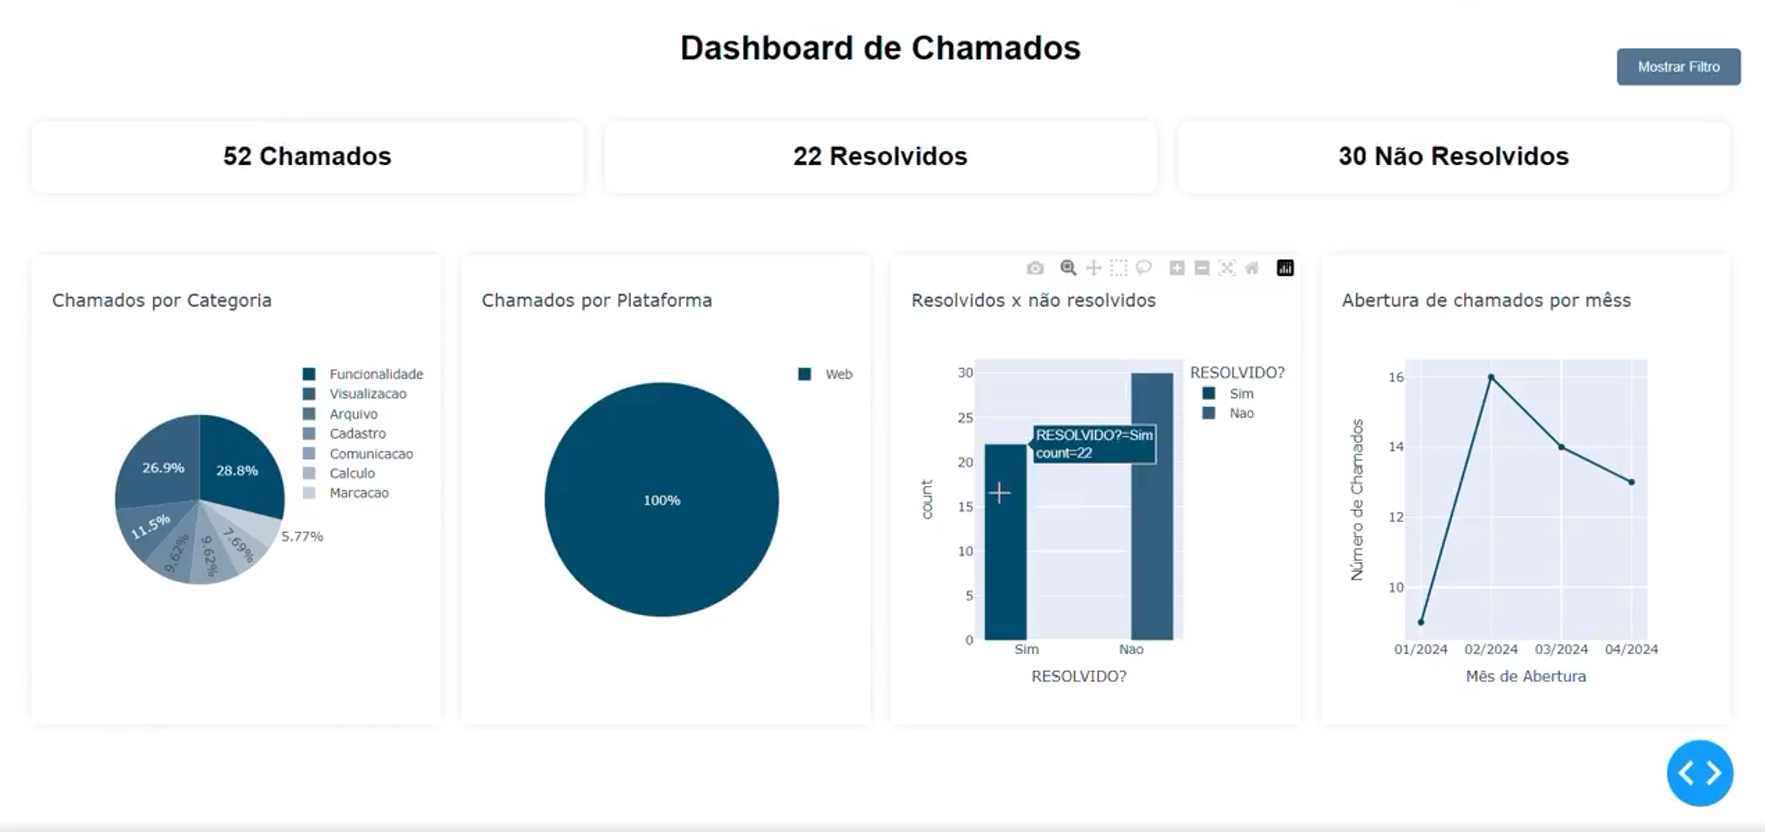 Dashboard de Chamados
Mostrar Filtro
52 Chamados
22 Resolvidos
30 Não Resolvidos
Chamados por Categoria
Funcionalidade
Visualizacao
Arquivo
Cadastro
Comunicacao
Calculo
Marcacao
26.9%
28.8%
11.5%
9.62%
9.62%
7.69%
5.77%
Chamados por Plataforma
Web
100%
Resolvidos x não resolvidos
RESOLVIDO?
Sim
Nao
30
25
20
15
10
5
0
count
RESOLVIDO?=Sim
count=22
Sim
Nao
RESOLVIDO?
Abertura de chamados por mêss
16
14
12
10
Número de Chamados
01/2024
02/2024
03/2024
04/2024
Mês de Abertura